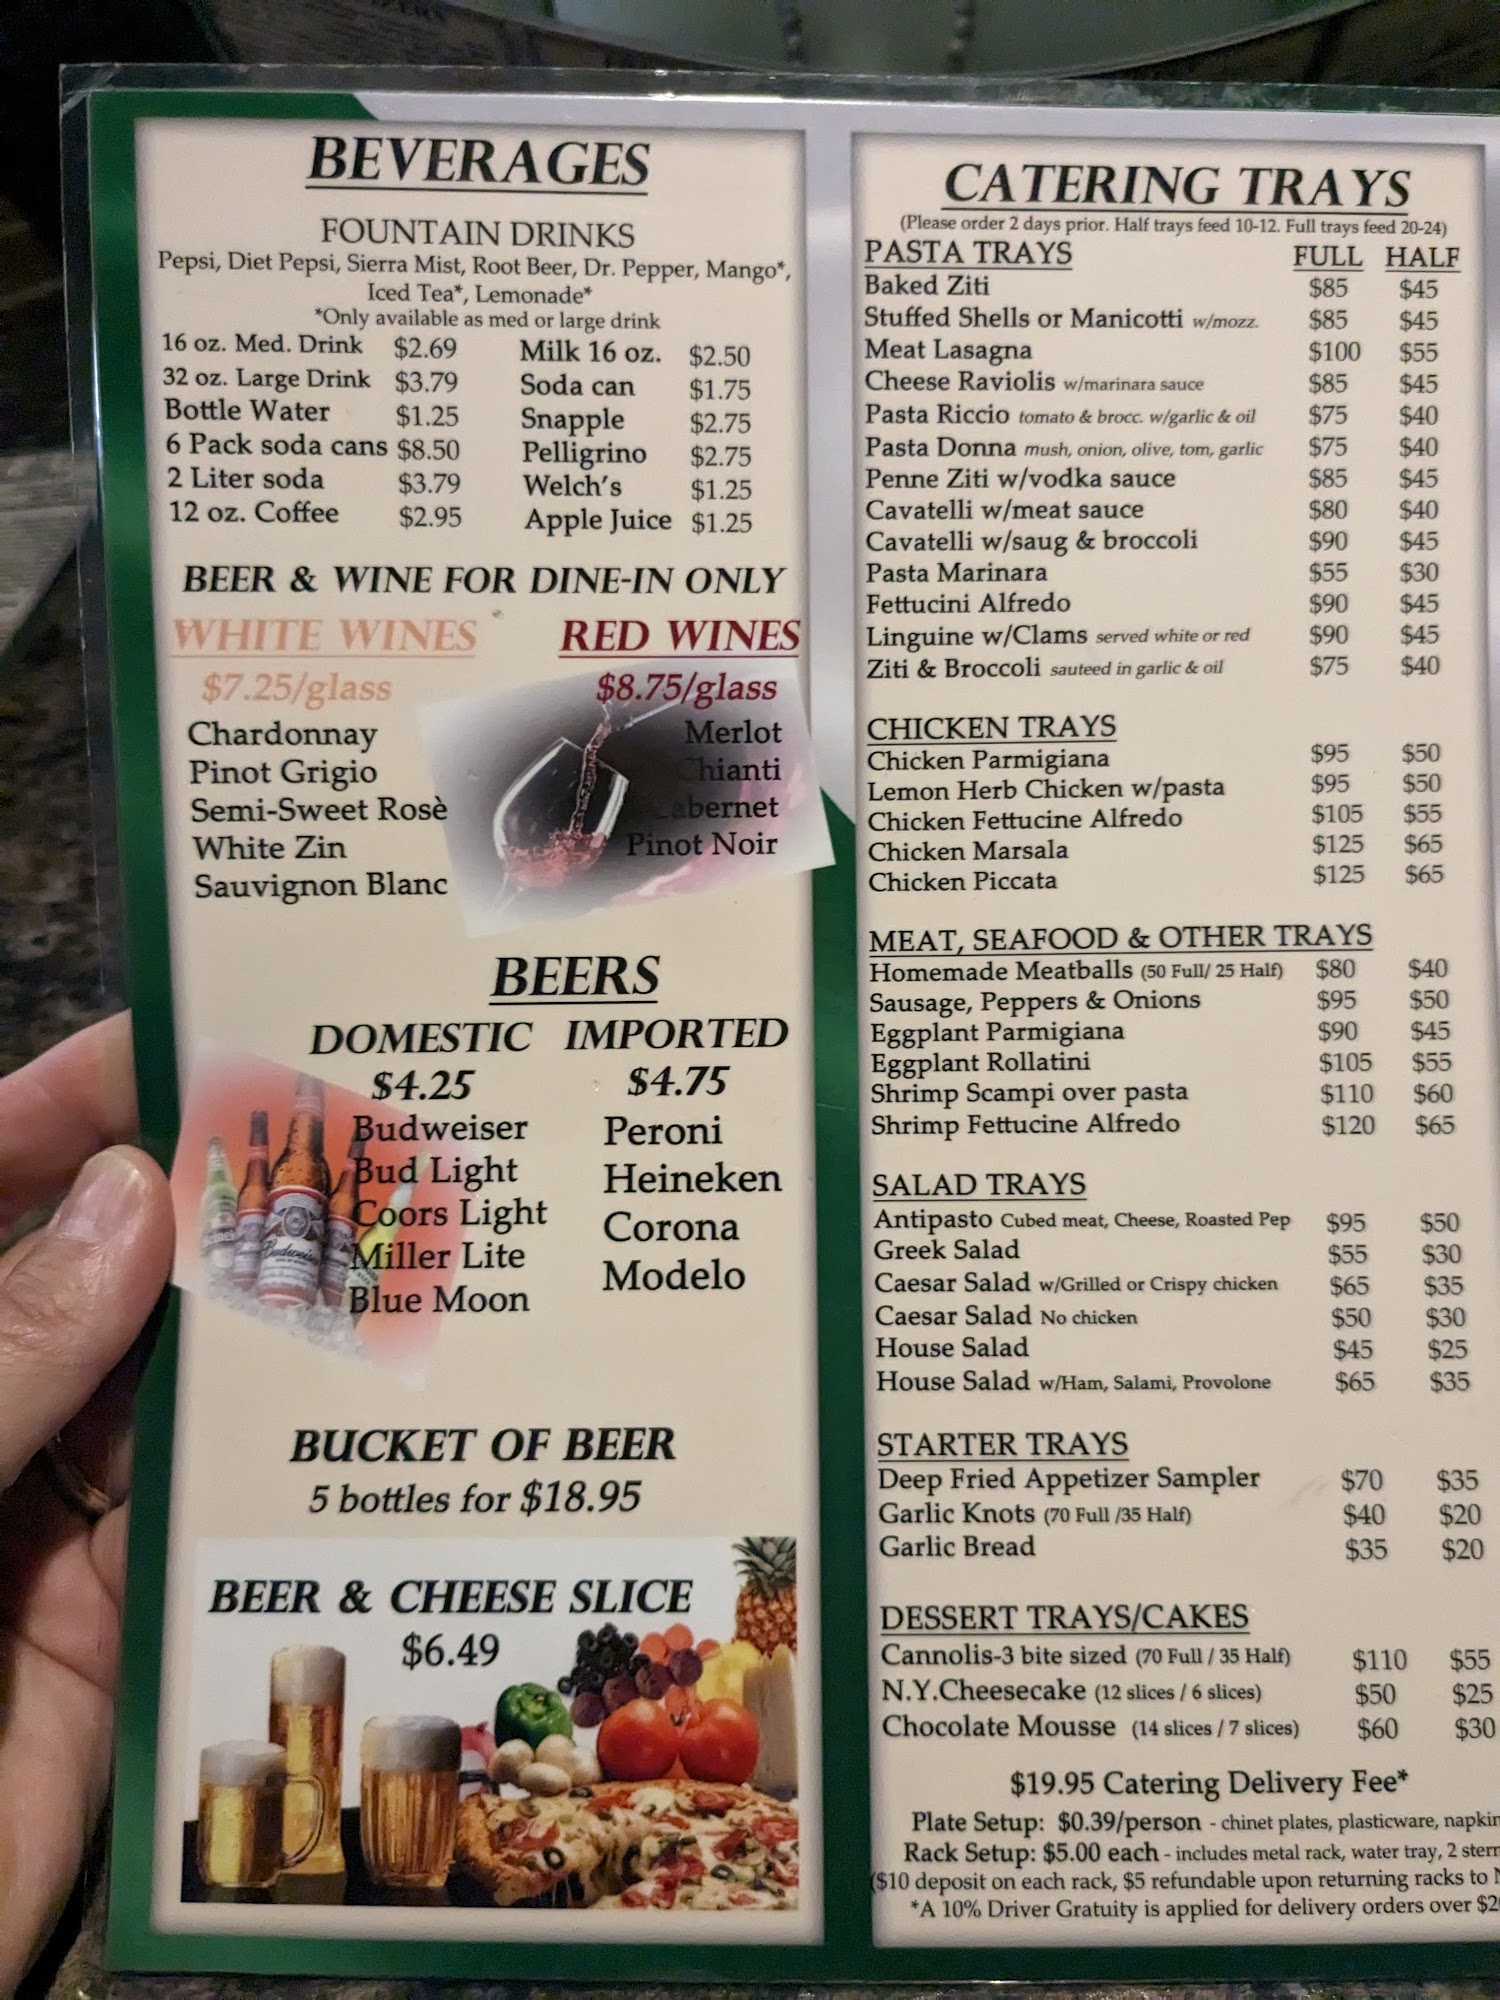 BEVERAGES
FOUNTAIN DRINKS
Pepsi, Diet Pepsi, Sierra Mist, Root Beer, Dr. Pepper, Mango*,
Iced Tea*, Lemonade*
*Only available as med or large drink
16 oz. Med. Drink $2.69
32 oz. Large Drink $3.79
Bottle Water $1.25
6 Pack soda cans $8.50
2 Liter soda $3.79
12 oz. Coffee $2.95
Milk 16 oz. $2.50
Soda can $1.75
Snapple $2.75
Pelligrino $2.75
Welch's $1.25
Apple Juice $1.25
BEER & WINE FOR DINE-IN ONLY
WHITE WINES
$7.25/glass
Chardonnay
Pinot Grigio
Semi-Sweet Rosè
White Zin
Sauvignon Blanc
RED WINES
$8.75/glass
Merlot
Chianti
Cabernet
Pinot Noir
BEERS
DOMESTIC
$4.25
Budweiser
Bud Light
Coors Light
Miller Lite
Blue Moon
IMPORTED
$4.75
Peroni
Heineken
Corona
Modelo
Budweiser
BUCKET OF BEER
5 bottles for $18.95
BEER & CHEESE SLICE
$6.49
CATERING TRAYS
(Please order 2 days prior. Half trays feed 10-12. Full trays feed 20-24)
PASTA TRAYS FULL HALF
Baked Ziti $85 $45
Stuffed Shells or Manicotti w/mozz. $85 $45
Meat Lasagna $100 $55
Cheese Raviolis w/marinara sauce $85 $45
Pasta Riccio tomato & brocc. w/garlic & oil $75 $40
Pasta Donna mush, onion, olive, tom, garlic $75 $40
Penne Ziti w/vodka sauce $85 $45
Cavatelli w/meat sauce $80 $40
Cavatelli w/saug & broccoli $90 $45
Pasta Marinara $55 $30
Fettucini Alfredo $90 $45
Linguine w/Clams served white or red $90 $45
Ziti & Broccoli sauteed in garlic & oil $75 $40
CHICKEN TRAYS
Chicken Parmigiana $95 $50
Lemon Herb Chicken w/pasta $95 $50
Chicken Fettucine Alfredo $105 $55
Chicken Marsala $125 $65
Chicken Piccata $125 $65
MEAT, SEAFOOD & OTHER TRAYS
Homemade Meatballs (50 Full/ 25 Half) $80 $40
Sausage, Peppers & Onions $95 $50
Eggplant Parmigiana $90 $45
Eggplant Rollatini $105 $55
Shrimp Scampi over pasta $110 $60
Shrimp Fettucine Alfredo $120 $65
SALAD TRAYS
Antipasto Cubed meat, Cheese, Roasted Pep $95 $50
Greek Salad $55 $30
Caesar Salad w/Grilled or Crispy chicken $65 $35
Caesar Salad No chicken $50 $30
House Salad $45 $25
House Salad w/Ham, Salami, Provolone $65 $35
STARTER TRAYS
Deep Fried Appetizer Sampler $70 $35
Garlic Knots (70 Full /35 Half) $40 $20
Garlic Bread $35 $20
DESSERT TRAYS/CAKES
Cannolis-3 bite sized (70 Full / 35 Half) $110 $55
N.Y.Cheesecake (12 slices / 6 slices) $50 $25
Chocolate Mousse (14 slices / 7 slices) $60 $30
$19.95 Catering Delivery Fee*
Plate Setup: $0.39/person - chinet plates, plasticware, napkin
Rack Setup: $5.00 each - includes metal rack, water tray, 2 stern
($10 deposit on each rack, $5 refundable upon returning racks to
*A 10% Driver Gratuity is applied for delivery orders over